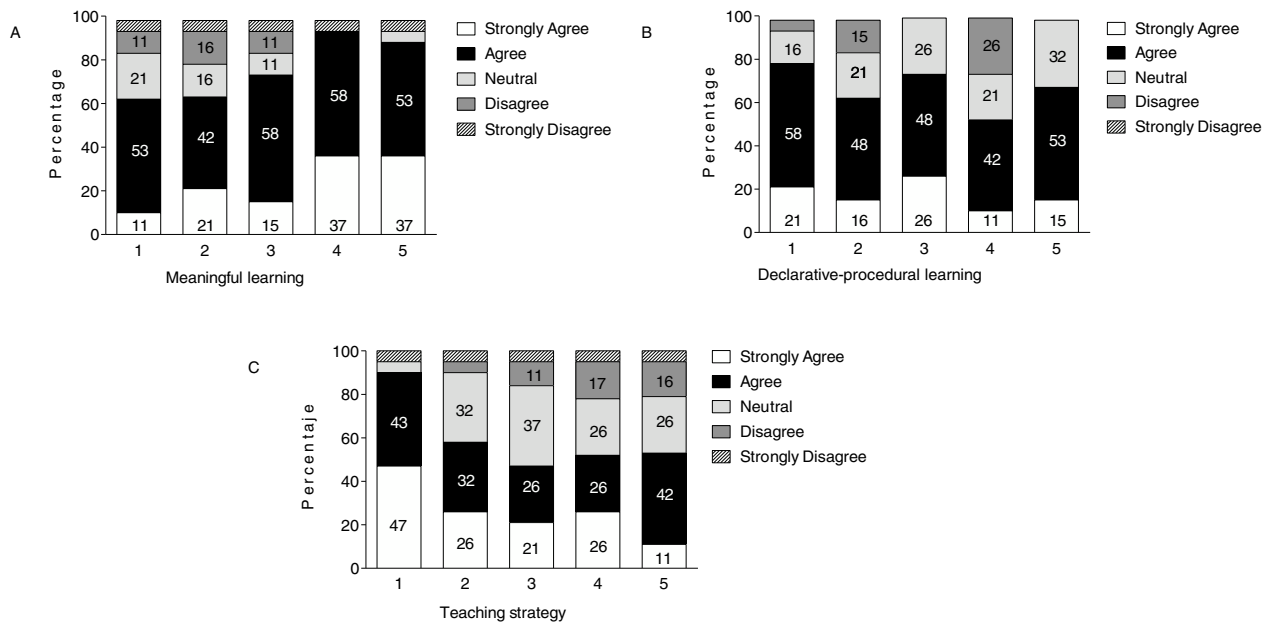 A
Percentage
100
80
60
40
20
0
11 16 11
21 16 11
53 42 58 58 53
11 21 15 37 37
1 2 3 4 5
Meaningful learning
Strongly Agree
Agree
Neutral
Disagree
Strongly Disagree
B
Percentage
100
80
60
40
20
0
15 26
16 21 26 21 32
58 48 48 42 53
21 16 26 11 15
1 2 3 4 5
Declarative-procedural learning
Strongly Agree
Agree
Neutral
Disagree
Strongly Disagree
C
Percentaje
100
80
60
40
20
0
11 17 16
32 37 26 26
43 32 26 26 42
47 26 21 26 11
1 2 3 4 5
Teaching strategy
Strongly Agree
Agree
Neutral
Disagree
Strongly Disagree